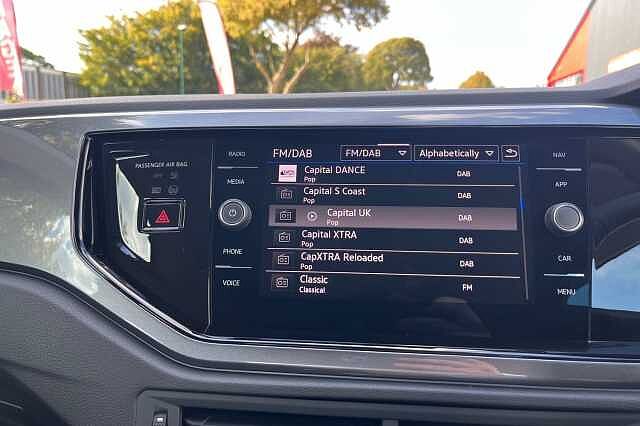 PASSENGER AIR BAG
RADIO
MEDIA
PHONE
VOICE
FM/DAB FM/DAB Alphabetically
Capital DANCE DAB
Pop
Capital S Coast DAB
Pop
Capital UK DAB
Pop
Capital XTRA DAB
Pop
CapXTRA Reloaded DAB
Pop
Classic FM
Classical
NAV
APP
CAR
MENU